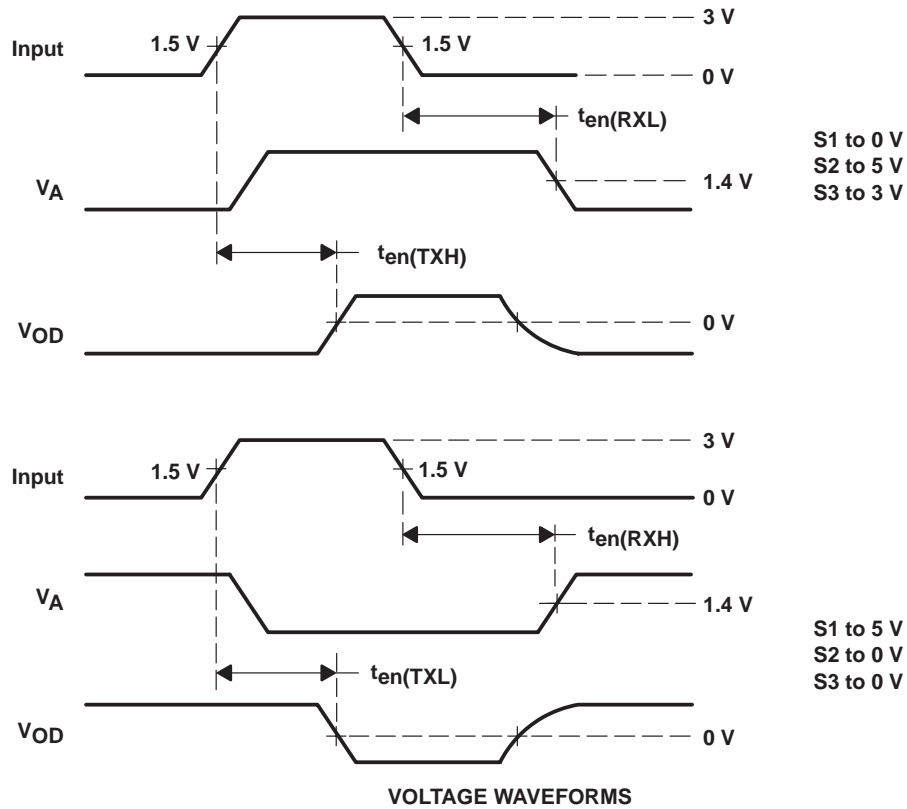 3 V
Input
1.5 V
1.5 V
0 V
ten(RXL)
S1 to 0 V
S2 to 5 V
S3 to 3 V
VA
1.4 V
ten(TXH)
VOD
0 V
3 V
Input
1.5 V
1.5 V
0 V
ten(RXH)
VA
1.4 V
S1 to 5 V
S2 to 0 V
S3 to 0 V
ten(TXL)
VOD
0 V
VOLTAGE WAVEFORMS